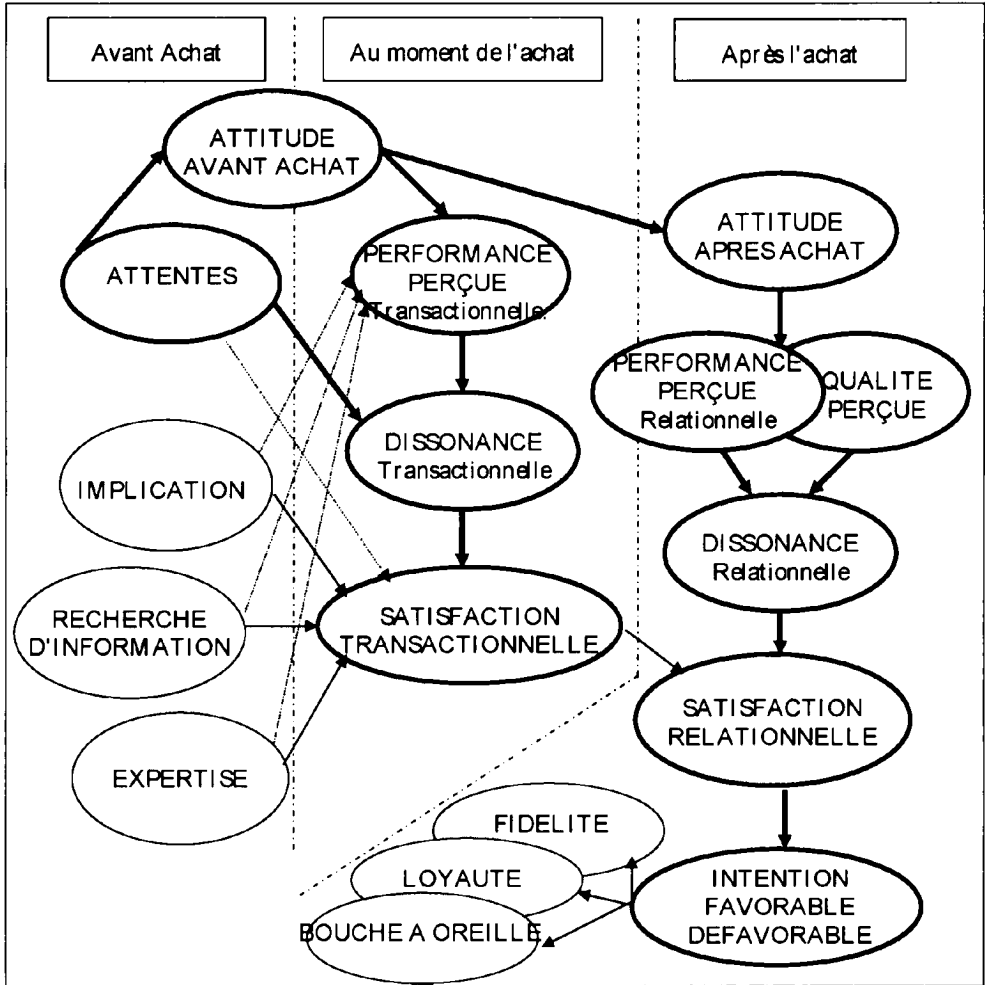 Avant Achat
Au moment de l'achat
Après l'achat
ATTITUDE
AVANT ACHAT
ATTENTES
PERFORMANCE
PERÇUE
Transactionnelle
ATTITUDE
APRES ACHAT
PERFORMANCE
PERÇUE
Relationnelle
QUALITE
PERÇUE
DISSONANCE
Transactionnelle
IMPLICATION
DISSONANCE
Relationnelle
RECHERCHE
D'INFORMATION
SATISFACTION
TRANSACTIONNELLE
SATISFACTION
RELATIONNELLE
EXPERTISE
FIDELITE
LOYAUTE
BOUCHE A OREILLE
INTENTION
FAVORABLE
DEFAVORABLE